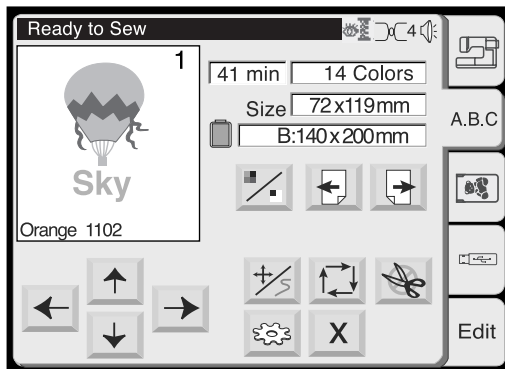 Ready to Sew
4
1
41 min
14 Colors
Size
72x119mm
B:140x200mm
Sky
Orange 1102
A.B.C
X
Edit